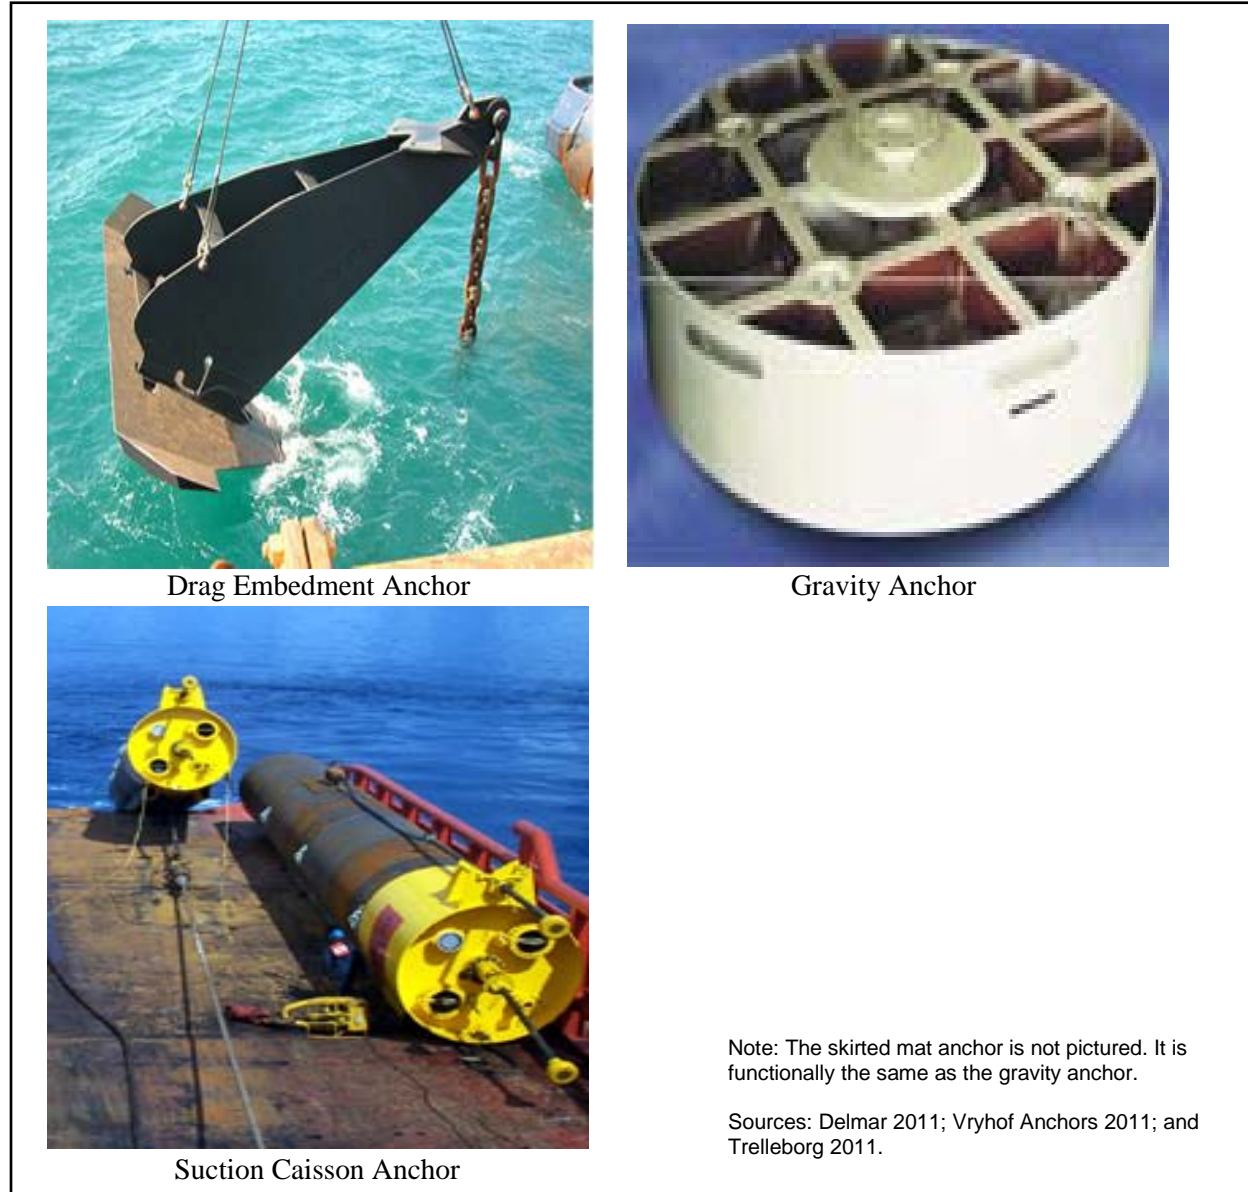 Drag Embedment Anchor
Gravity Anchor
Suction Caisson Anchor
Note: The skirted mat anchor is not pictured. It is
functionally the same as the gravity anchor.
Sources: Delmar 2011; Vryhof Anchors 2011; and
Trelleborg 2011.